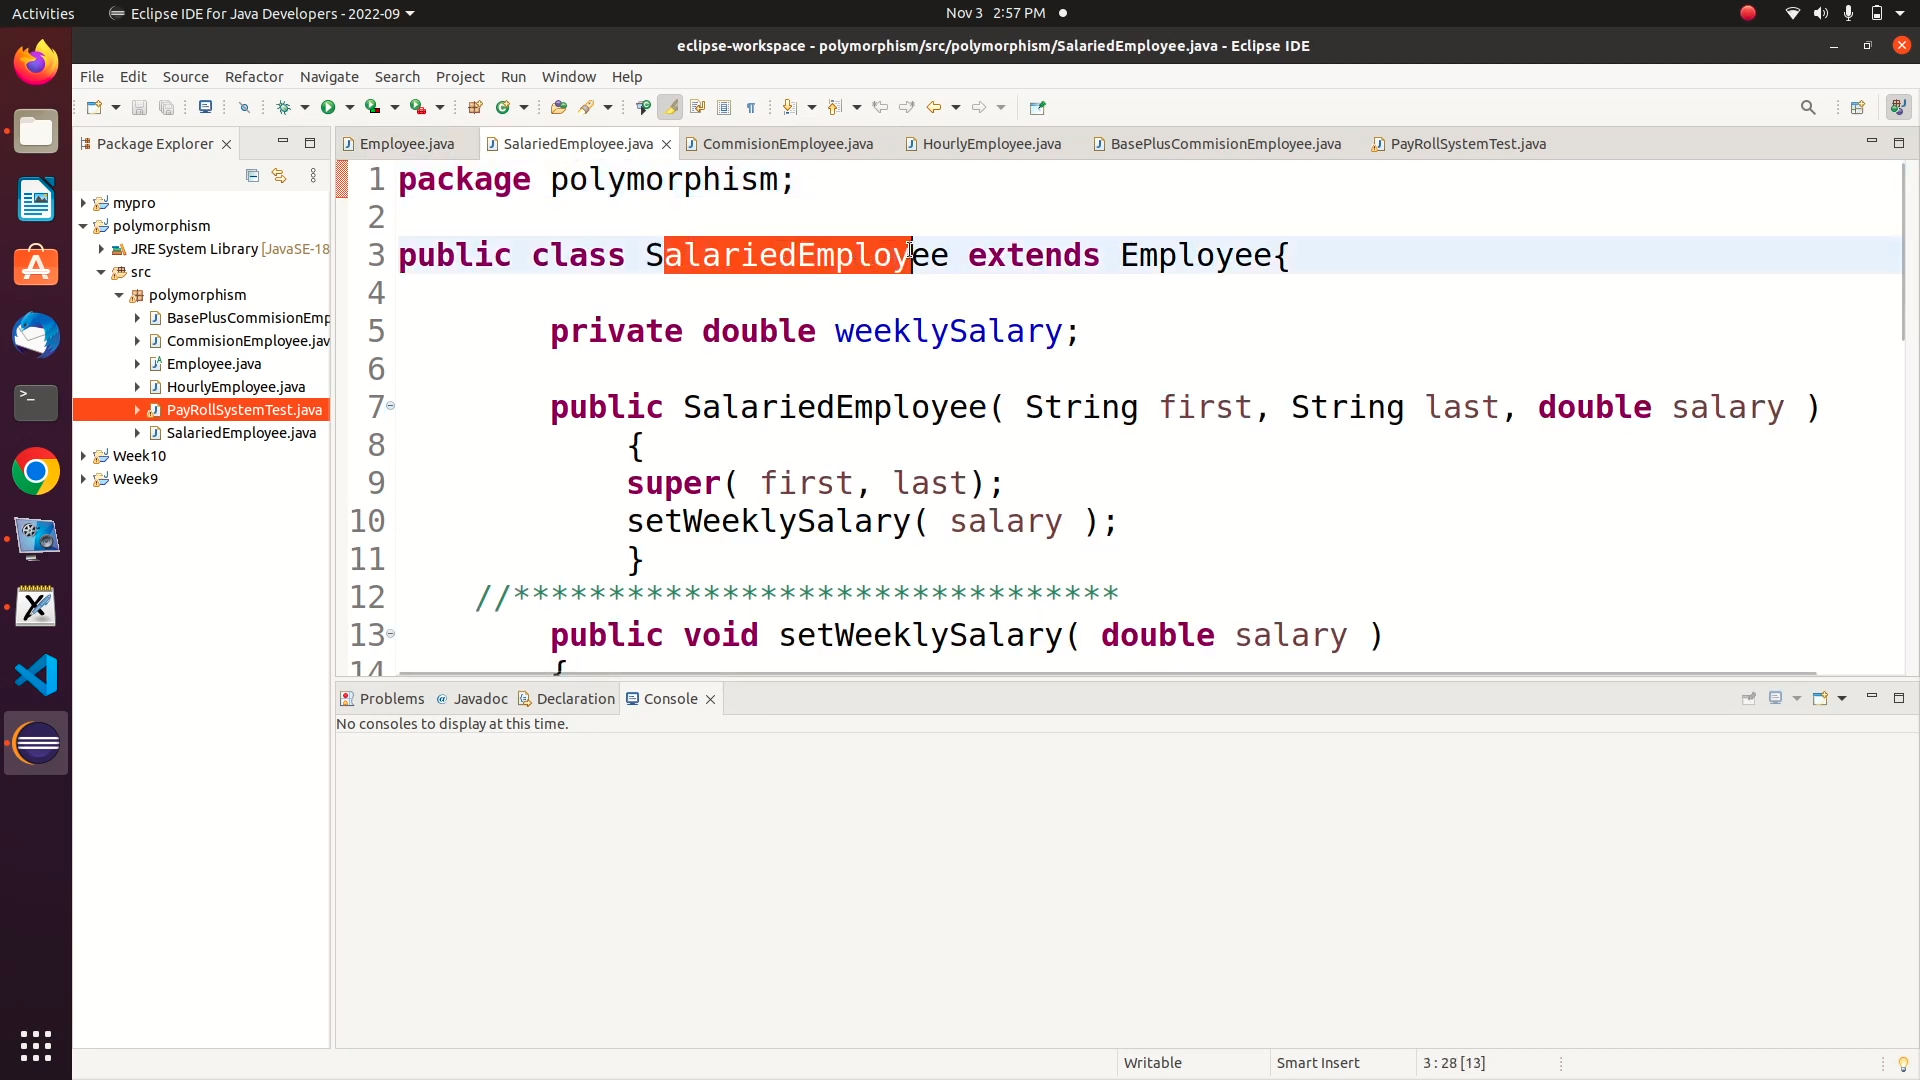 Activities Eclipse IDE for Java Developers - 2022-09 Nov 3 2:57 PM
eclipse-workspace - polymorphism/src/polymorphism/SalariedEmployee.java - Eclipse IDE
File Edit Source Refactor Navigate Search Project Run Window Help
Package Explorer
mypro
polymorphism
JRE System Library [JavaSE-18
src
polymorphism
BasePlusCommisionEmp
CommisionEmployee.jav
Employee.java
HourlyEmployee.java
PayRollSystemTest.java
SalariedEmployee.java
Week10
Week9
Employee.java SalariedEmployee.java CommisionEmployee.java HourlyEmployee.java BasePlusCommisionEmployee.java PayRollSystemTest.java
1 package polymorphism;
2
3 public class SalariedEmployee extends Employee{
4
5 private double weeklySalary;
6
7 public SalariedEmployee( String first, String last, double salary )
8 {
9 super( first, last);
10 setWeeklySalary( salary );
11 }
12 //********************************
13 public void setWeeklySalary( double salary )
14 {
Problems Javadoc Declaration Console
No consoles to display at this time.
Writable Smart Insert 3 : 28 [13]